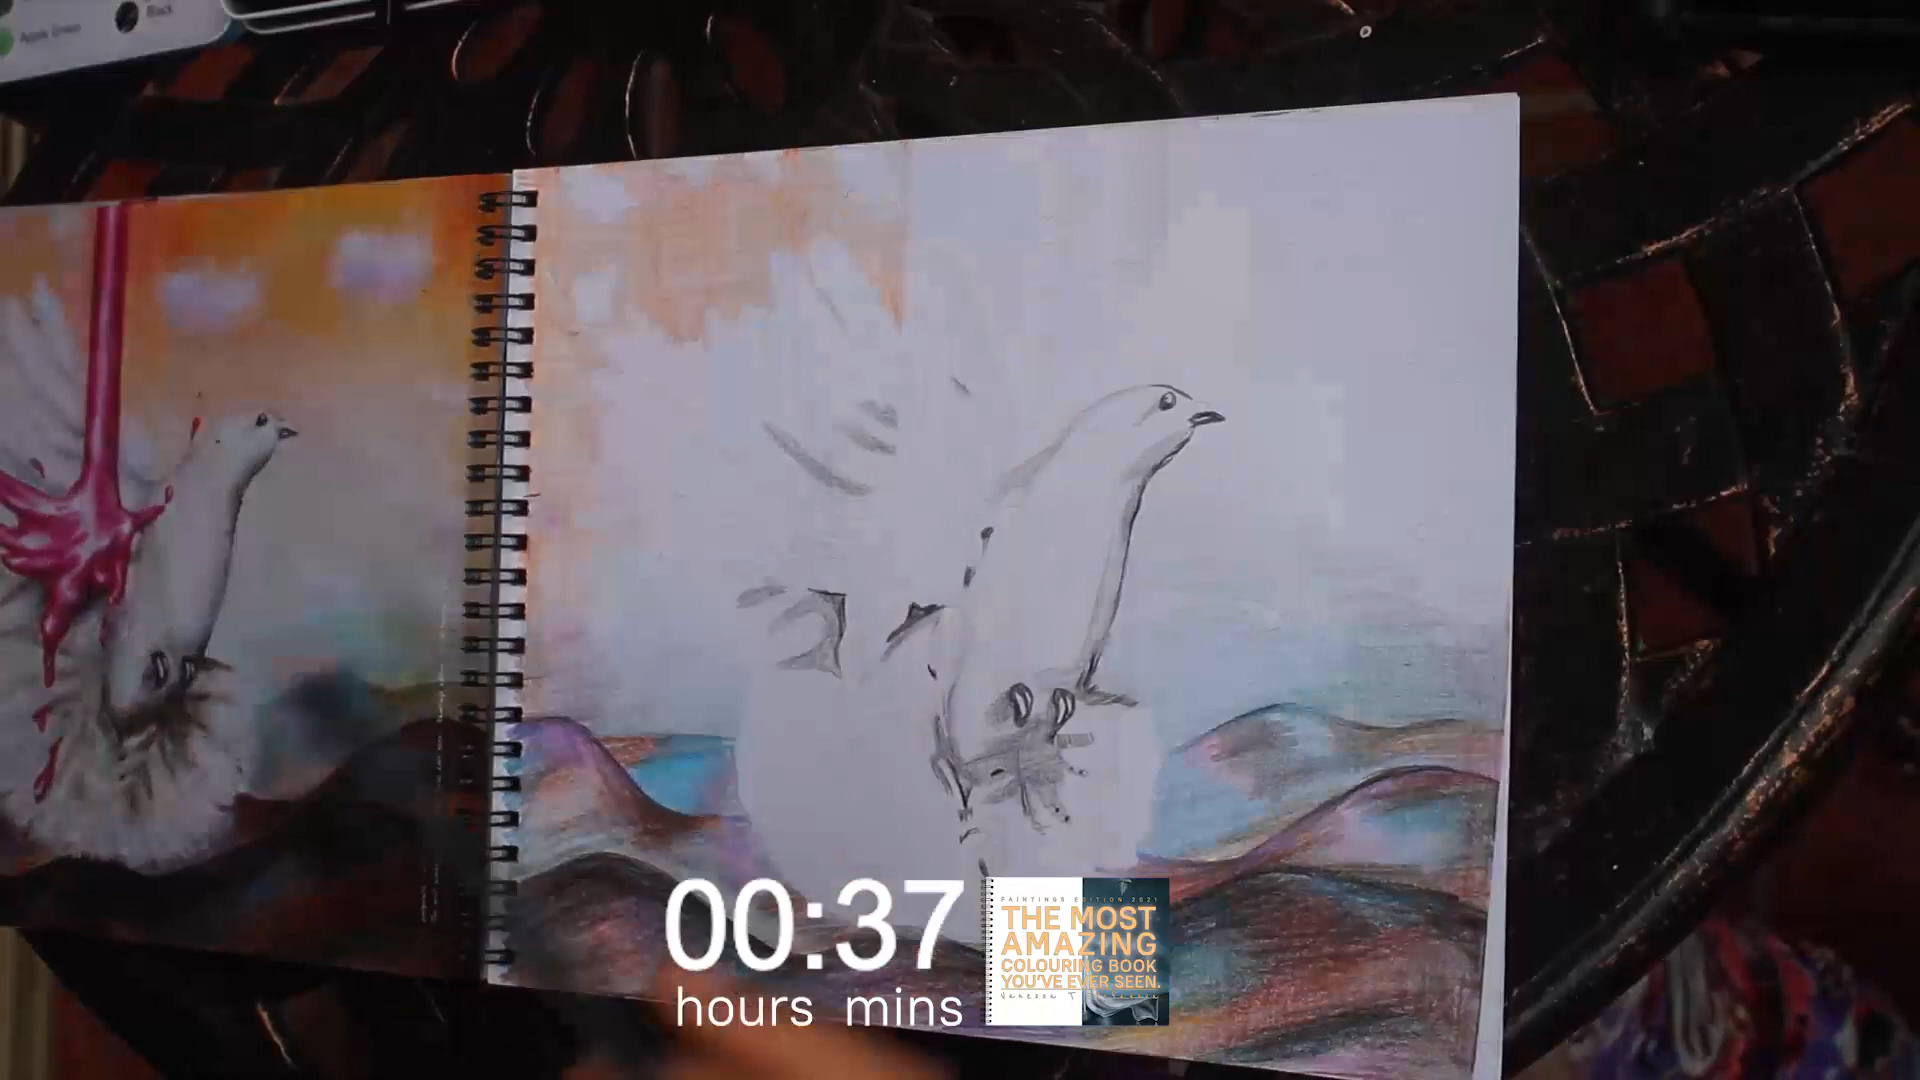 Black
Apple Green
00:37
hours mins
PAINTINGS EDITION 2021
THE MOST
AMAZING
COLOURING BOOK
YOU'VE EVER SEEN.